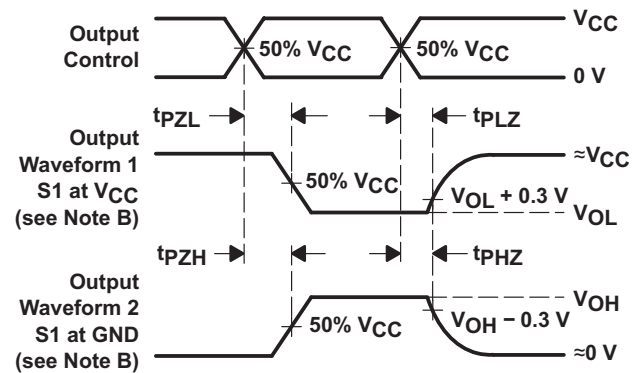 Output
Control
50% VCC
50% VCC
VCC
0 V
tPZL
tPLZ
Output
Waveform 1
S1 at VCC
(see Note B)
50% VCC
≈VCC
VOL + 0.3 V
VOL
tPZH
tPHZ
Output
Waveform 2
S1 at GND
(see Note B)
50% VCC
VOH
VOH − 0.3 V
≈0 V